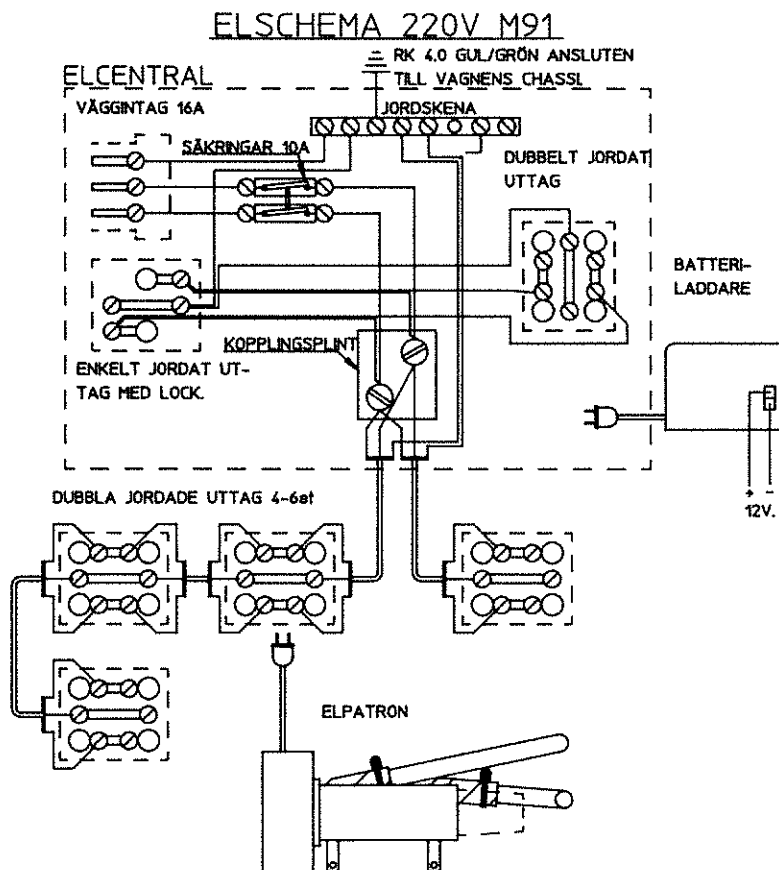 ELSCHEMA 220V M91
RK 4.0 GUL/GRÖN ANSLUTEN
TILL VAGNENS CHASSI.
ELCENTRAL
VÄGGINTAG 16A
JORDSKENA
SÄKRINGAR 10A
DUBBELT JORDAT
UTTAG
BATTERI-
LADDARE
KOPPLINGSPLINT
ENKELT JORDAT UT-
TAG MED LOCK.
+ -
12V.
DUBBLA JORDADE UTTAG 4-6st
ELPATRON